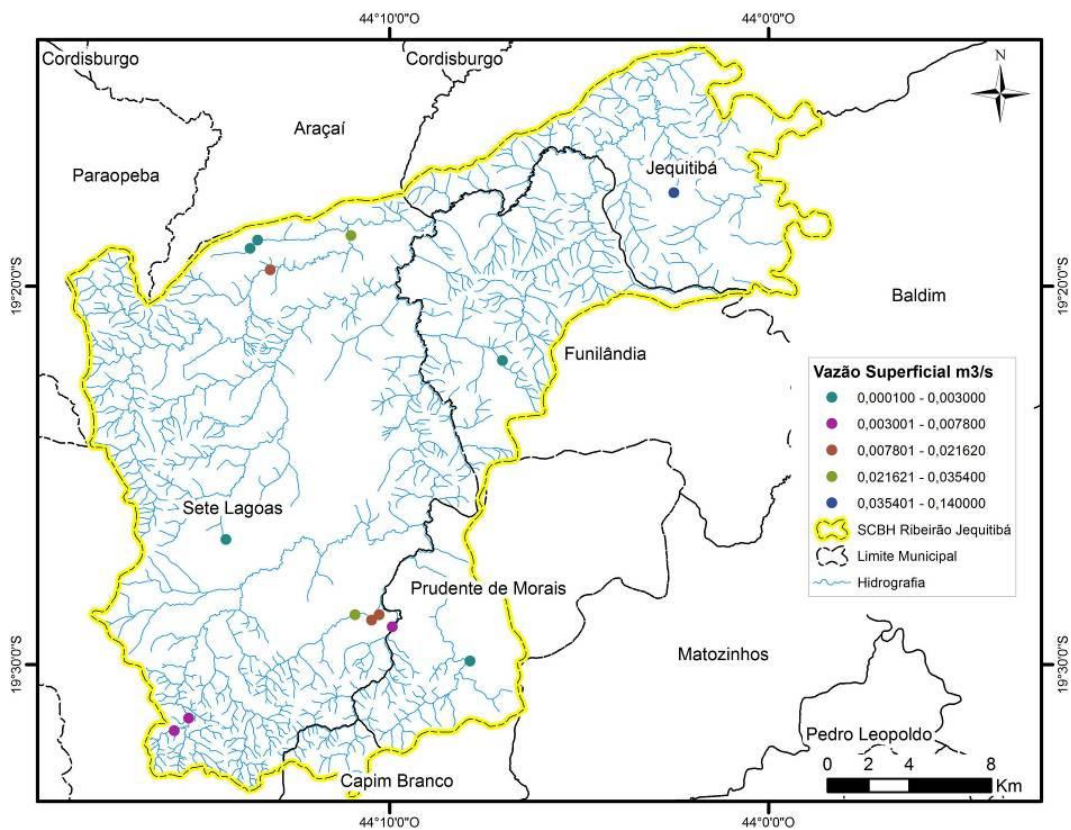 44°10'0"O
44°0'0"O
Cordisburgo
Cordisburgo
N
Araçaí
Paraopeba
Jequitibá
19°20'0"S
19°20'0"S
Baldim
Funilândia
Vazão Superficial m3/s
0,000100 - 0,003000
0,003001 - 0,007800
0,007801 - 0,021620
0,021621 - 0,035400
0,035401 - 0,140000
SCBH Ribeirão Jequitibá
Limite Municipal
Hidrografia
Sete Lagoas
Prudente de Morais
Matozinhos
19°30'0"S
19°30'0"S
Pedro Leopoldo
Capim Branco
0 2 4 8
Km
44°10'0"O
44°0'0"O